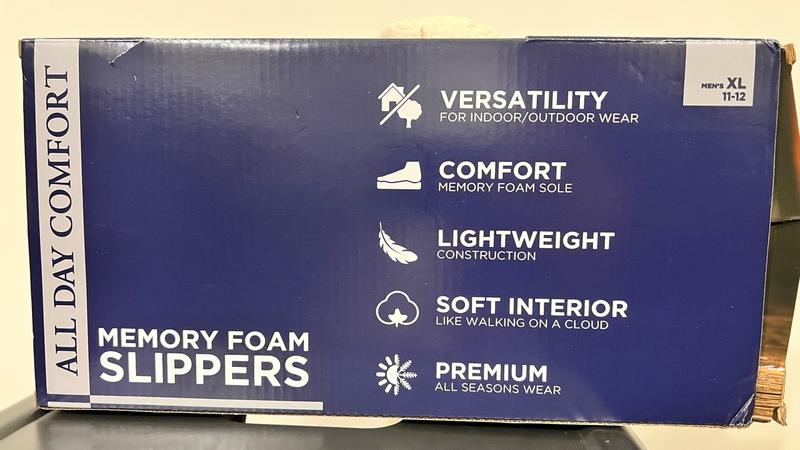 ALL DAY COMFORT
MEMORY FOAM
SLIPPERS
VERSATILITY
FOR INDOOR/OUTDOOR WEAR
COMFORT
MEMORY FOAM SOLE
LIGHTWEIGHT
CONSTRUCTION
SOFT INTERIOR
LIKE WALKING ON A CLOUD
PREMIUM
ALL SEASONS WEAR
MEN'S XL
11-12